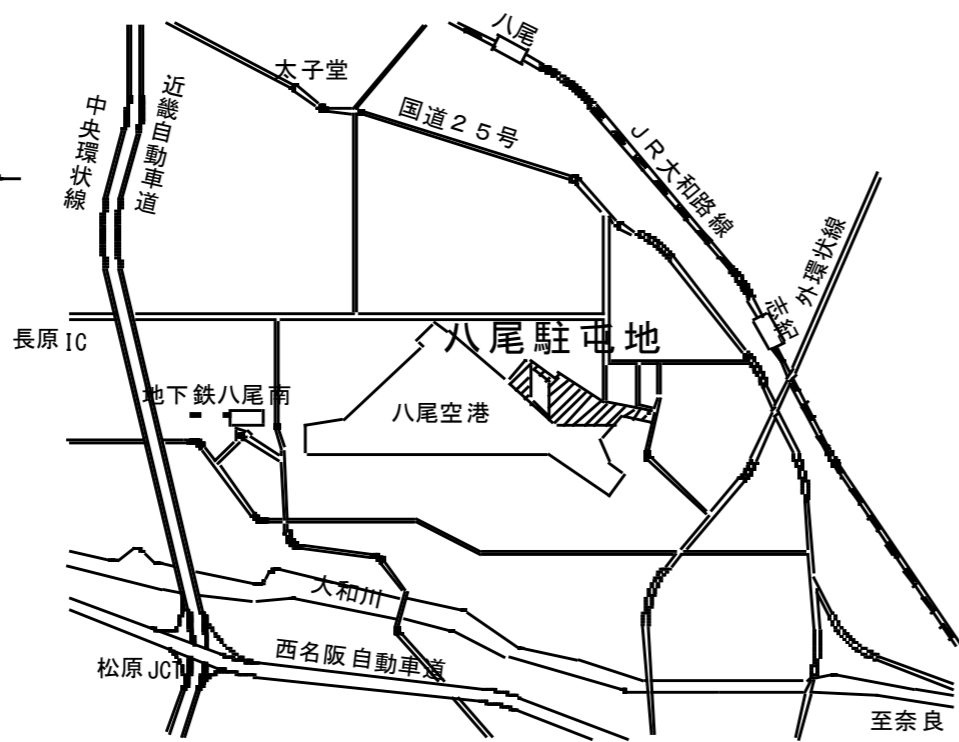 八尾
太子堂
近畿自動車道
中央環状線
国道２５号
ＪＲ大和路線
外環状線
志紀
長原IC
八尾駐屯地
地下鉄八尾南
八尾空港
大和川
西名阪自動車道
松原JCT
至奈良